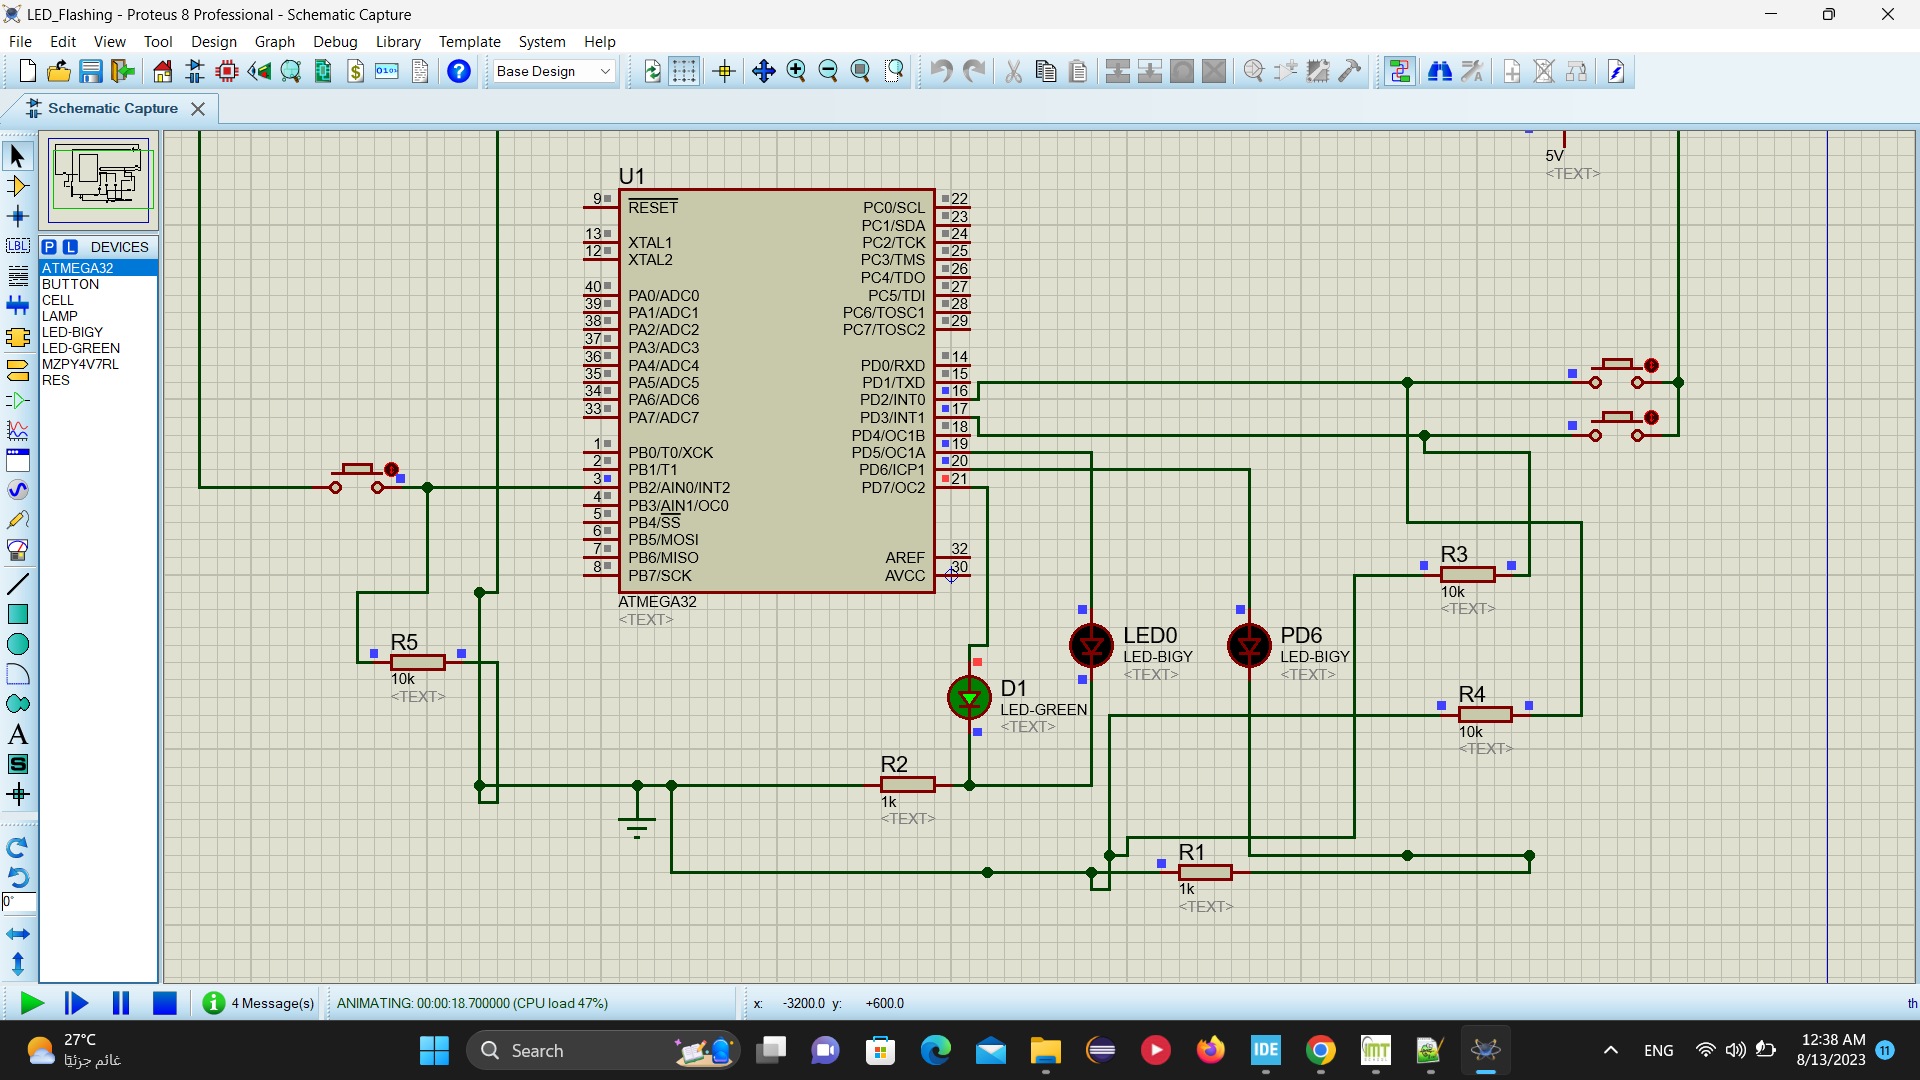 LED_Flashing - Proteus 8 Professional - Schematic Capture
File Edit View Tool Design Graph Debug Library Template System Help
Base Design
Schematic Capture
P L DEVICES
ATMEGA32
BUTTON
CELL
LAMP
LED-BIGY
LED-GREEN
MZPY4V7RL
RES
LBL
A
S
0°
5V
<TEXT>
U1
9 RESET
13 XTAL1
12 XTAL2
40 PA0/ADC0
39 PA1/ADC1
38 PA2/ADC2
37 PA3/ADC3
36 PA4/ADC4
35 PA5/ADC5
34 PA6/ADC6
33 PA7/ADC7
1 PB0/T0/XCK
2 PB1/T1
3 PB2/AIN0/INT2
4 PB3/AIN1/OC0
5 PB4/SS
6 PB5/MOSI
7 PB6/MISO
8 PB7/SCK
PC0/SCL 22
PC1/SDA 23
PC2/TCK 24
PC3/TMS 25
PC4/TDO 26
PC5/TDI 27
PC6/TOSC1 28
PC7/TOSC2 29
PD0/RXD 14
PD1/TXD 15
PD2/INT0 16
PD3/INT1 17
PD4/OC1B 18
PD5/OC1A 19
PD6/ICP1 20
PD7/OC2 21
AREF 32
AVCC 30
ATMEGA32
<TEXT>
R5
10k
<TEXT>
D1
LED-GREEN
<TEXT>
LED0
LED-BIGY
<TEXT>
PD6
LED-BIGY
<TEXT>
R3
10k
<TEXT>
R4
10k
<TEXT>
R2
1k
<TEXT>
R1
1k
<TEXT>
4 Message(s) ANIMATING: 00:00:18.700000 (CPU load 47%) x: -3200.0 y: +600.0 th
27°C
غائم جزئيًا
Search
IDE
IMT
ENG
12:38 AM
8/13/2023
11